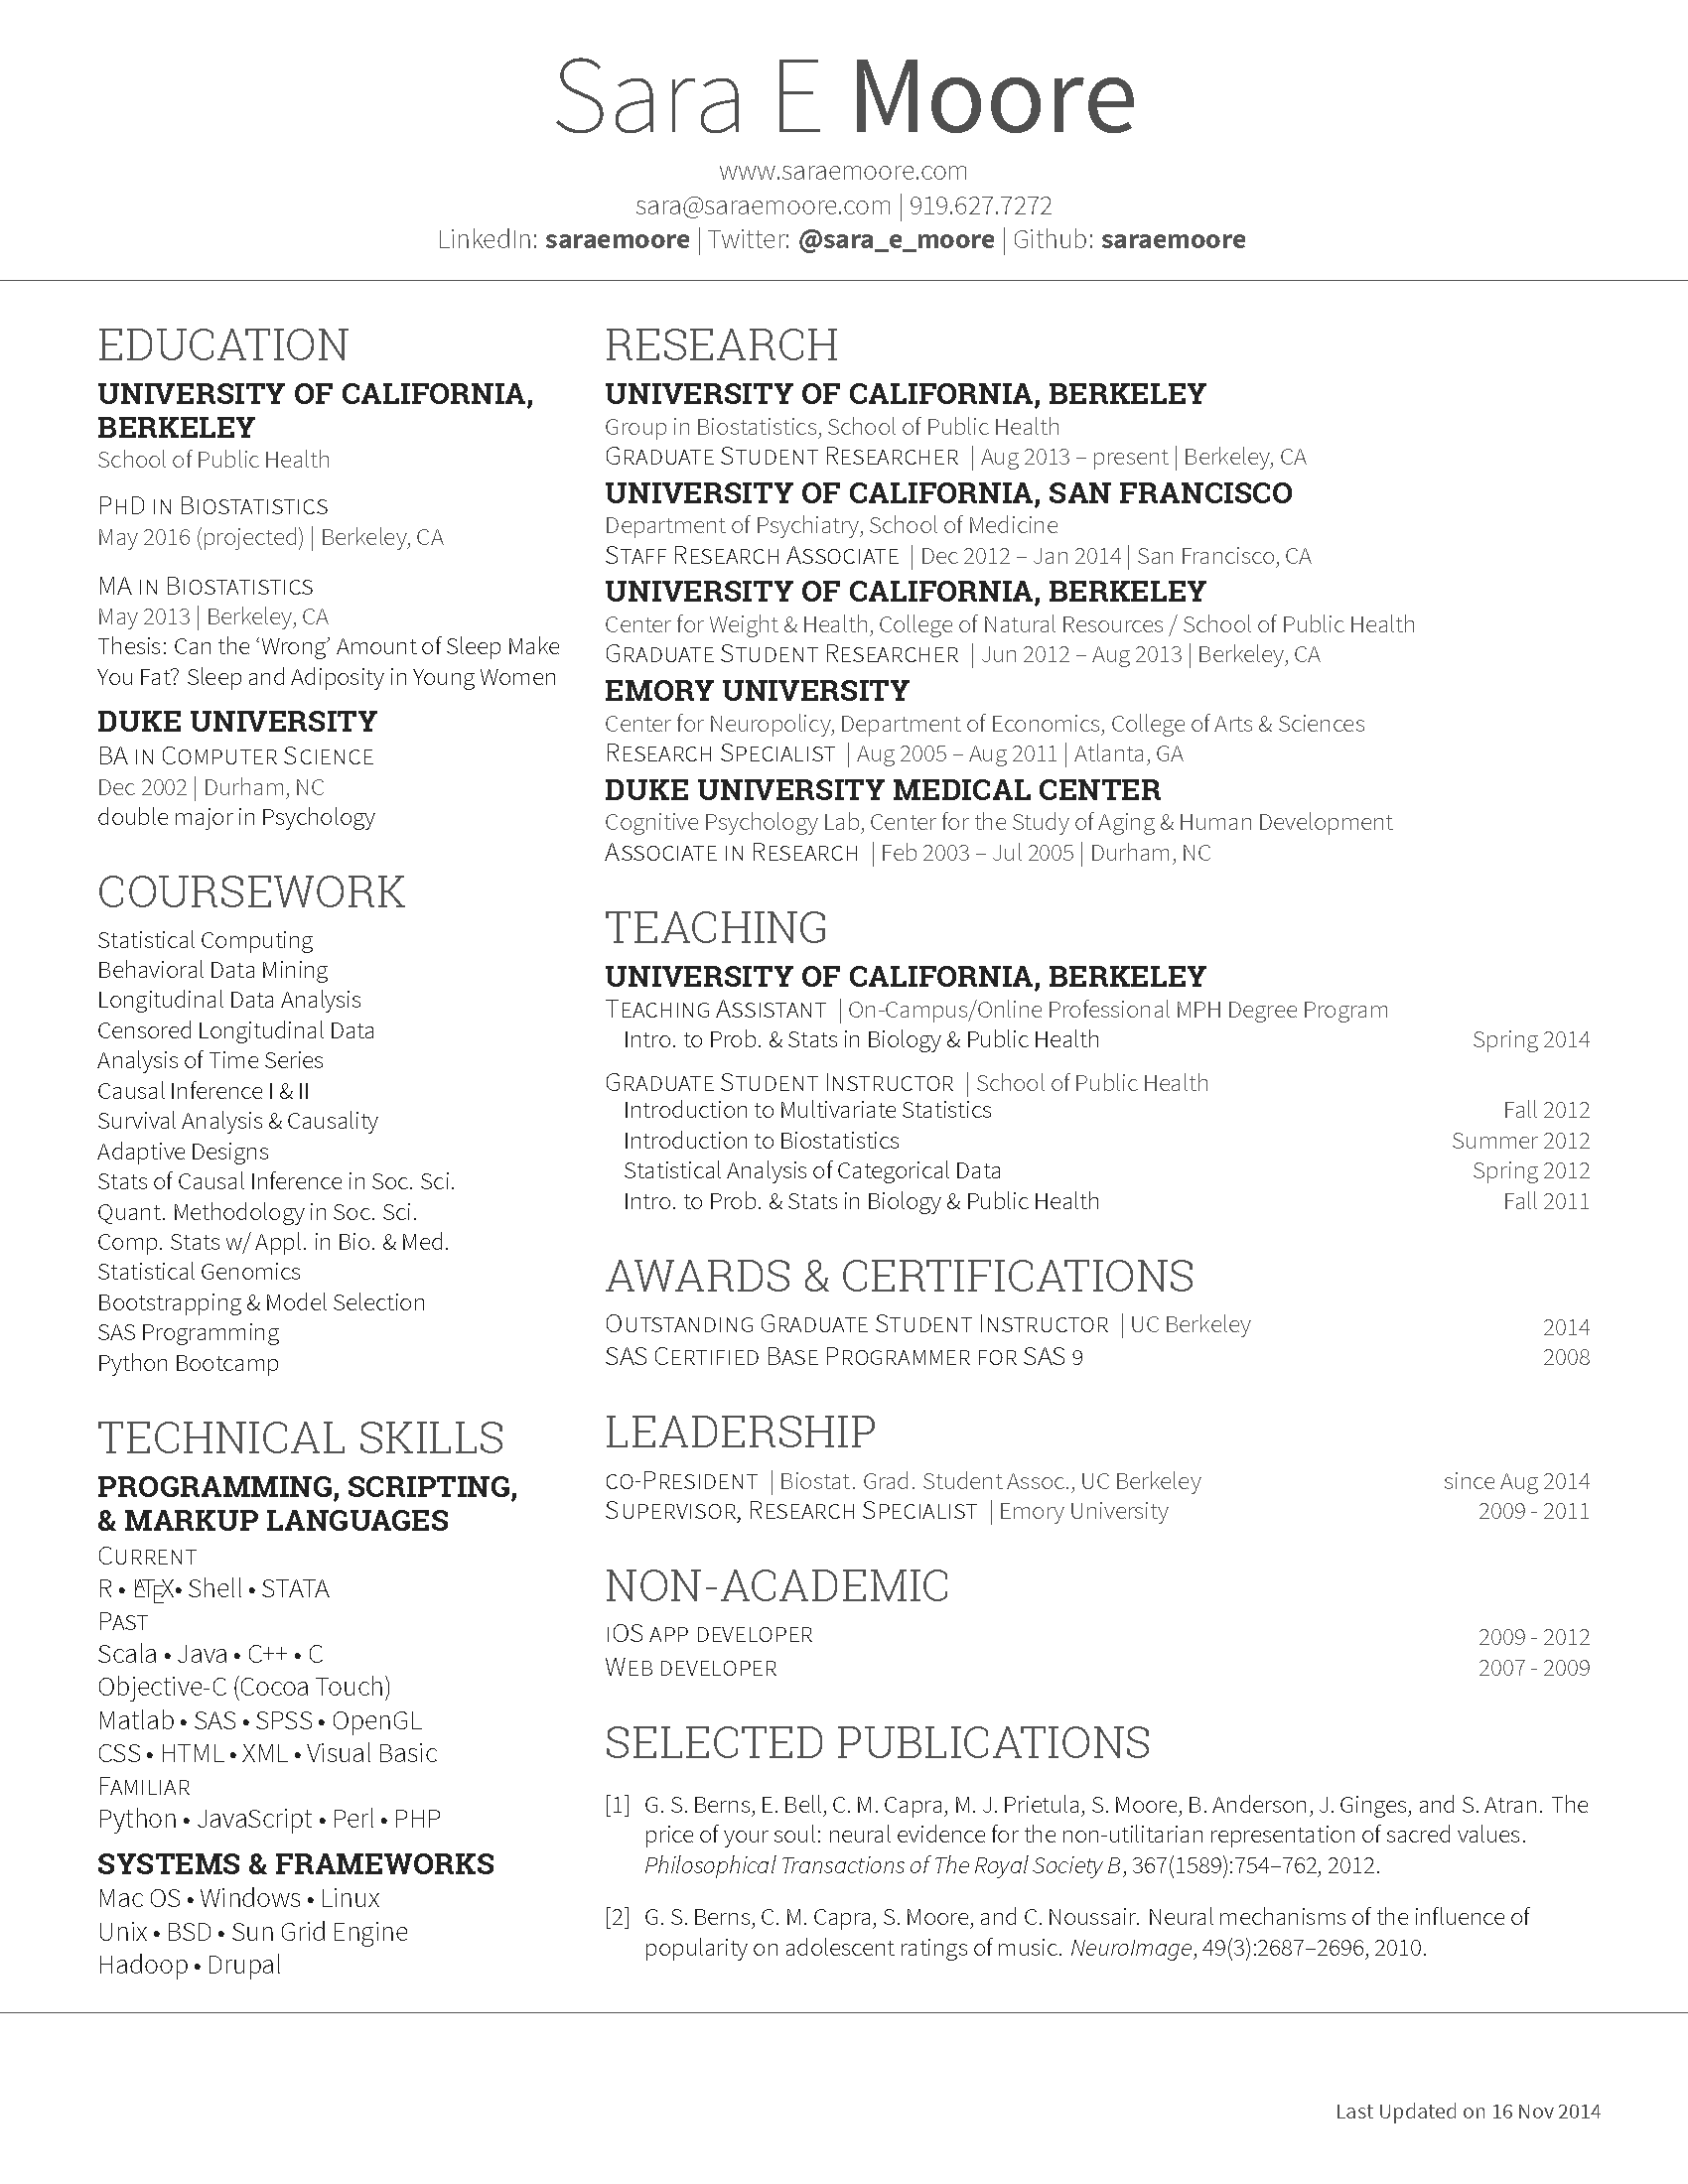 Sara E Moore
www.saraemoore.com
sara@saraemoore.com | 919.627.7272
LinkedIn: saraemoore | Twitter: @sara_e_moore | Github: saraemoore
EDUCATION
UNIVERSITY OF CALIFORNIA,
BERKELEY
School of Public Health
PHD IN BIOSTATISTICS
May 2016 (projected) | Berkeley, CA
MA IN BIOSTATISTICS
May 2013 | Berkeley, CA
Thesis: Can the ‘Wrong’ Amount of Sleep Make
You Fat? Sleep and Adiposity in Young Women
DUKE UNIVERSITY
BA IN COMPUTER SCIENCE
Dec 2002 | Durham, NC
double major in Psychology
COURSEWORK
Statistical Computing
Behavioral Data Mining
Longitudinal Data Analysis
Censored Longitudinal Data
Analysis of Time Series
Causal Inference I & II
Survival Analysis & Causality
Adaptive Designs
Stats of Causal Inference in Soc. Sci.
Quant. Methodology in Soc. Sci.
Comp. Stats w/ Appl. in Bio. & Med.
Statistical Genomics
Bootstrapping & Model Selection
SAS Programming
Python Bootcamp
TECHNICAL SKILLS
PROGRAMMING, SCRIPTING,
& MARKUP LANGUAGES
CURRENT
R • LATEX• Shell • STATA
PAST
Scala • Java • C++ • C
Objective-C (Cocoa Touch)
Matlab • SAS • SPSS • OpenGL
CSS • HTML • XML • Visual Basic
FAMILIAR
Python • JavaScript • Perl • PHP
SYSTEMS & FRAMEWORKS
Mac OS • Windows • Linux
Unix • BSD • Sun Grid Engine
Hadoop • Drupal
RESEARCH
UNIVERSITY OF CALIFORNIA, BERKELEY
Group in Biostatistics, School of Public Health
GRADUATE STUDENT RESEARCHER | Aug 2013 – present | Berkeley, CA
UNIVERSITY OF CALIFORNIA, SAN FRANCISCO
Department of Psychiatry, School of Medicine
STAFF RESEARCH ASSOCIATE | Dec 2012 – Jan 2014 | San Francisco, CA
UNIVERSITY OF CALIFORNIA, BERKELEY
Center for Weight & Health, College of Natural Resources / School of Public Health
GRADUATE STUDENT RESEARCHER | Jun 2012 – Aug 2013 | Berkeley, CA
EMORY UNIVERSITY
Center for Neuropolicy, Department of Economics, College of Arts & Sciences
RESEARCH SPECIALIST | Aug 2005 – Aug 2011 | Atlanta, GA
DUKE UNIVERSITY MEDICAL CENTER
Cognitive Psychology Lab, Center for the Study of Aging & Human Development
ASSOCIATE IN RESEARCH | Feb 2003 – Jul 2005 | Durham, NC
TEACHING
UNIVERSITY OF CALIFORNIA, BERKELEY
TEACHING ASSISTANT | On-Campus/Online Professional MPH Degree Program
Intro. to Prob. & Stats in Biology & Public Health Spring 2014
GRADUATE STUDENT INSTRUCTOR | School of Public Health
Introduction to Multivariate Statistics Fall 2012
Introduction to Biostatistics Summer 2012
Statistical Analysis of Categorical Data Spring 2012
Intro. to Prob. & Stats in Biology & Public Health Fall 2011
AWARDS & CERTIFICATIONS
OUTSTANDING GRADUATE STUDENT INSTRUCTOR | UC Berkeley 2014
SAS CERTIFIED BASE PROGRAMMER FOR SAS 9 2008
LEADERSHIP
CO-PRESIDENT | Biostat. Grad. Student Assoc., UC Berkeley since Aug 2014
SUPERVISOR, RESEARCH SPECIALIST | Emory University 2009 - 2011
NON-ACADEMIC
IOS APP DEVELOPER 2009 - 2012
WEB DEVELOPER 2007 - 2009
SELECTED PUBLICATIONS
[1] G. S. Berns, E. Bell, C. M. Capra, M. J. Prietula, S. Moore, B. Anderson, J. Ginges, and S. Atran. The
price of your soul: neural evidence for the non-utilitarian representation of sacred values.
Philosophical Transactions of The Royal Society B, 367(1589):754–762, 2012.
[2] G. S. Berns, C. M. Capra, S. Moore, and C. Noussair. Neural mechanisms of the influence of
popularity on adolescent ratings of music. NeuroImage, 49(3):2687–2696, 2010.
Last Updated on 16 Nov 2014